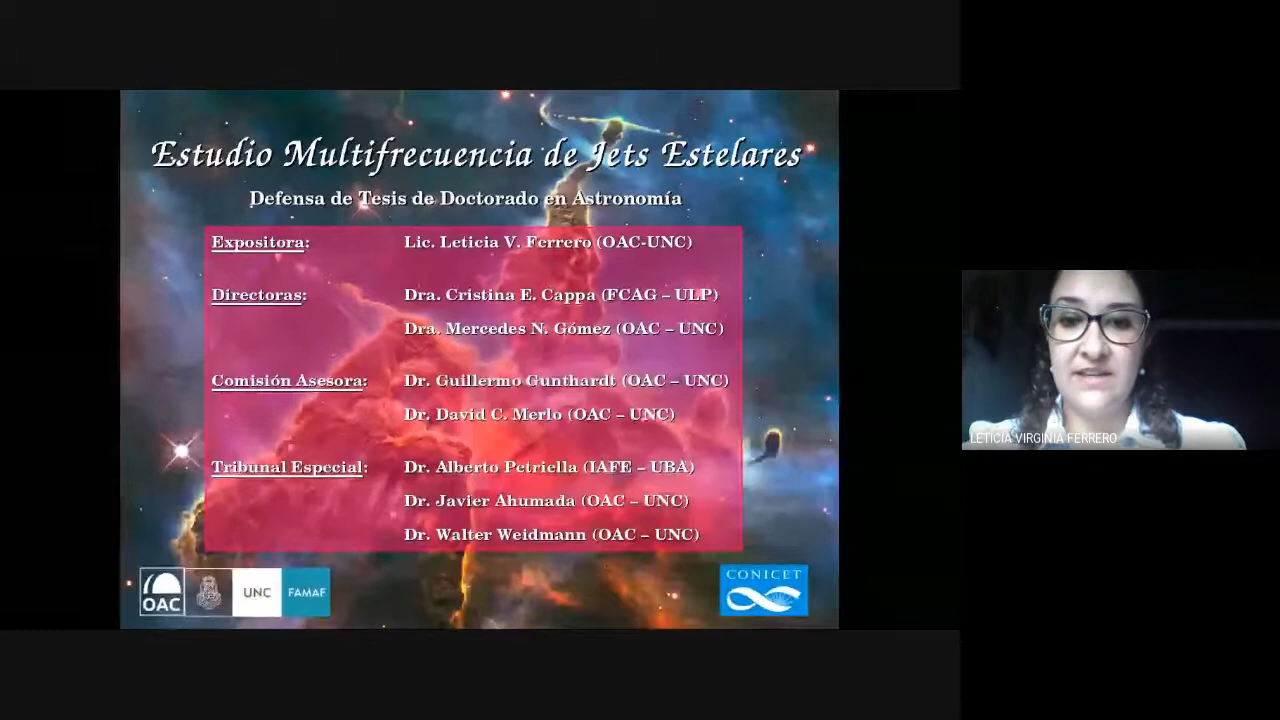 Estudio Multifrecuencia de Jets Estelares
Defensa de Tesis de Doctorado en Astronomía
Expositora: Lic. Leticia V. Ferrero (OAC-UNC)
Directoras: Dra. Cristina E. Cappa (FCAG – ULP)
Dra. Mercedes N. Gómez (OAC – UNC)
Comisión Asesora: Dr. Guillermo Gunthardt (OAC – UNC)
Dr. David C. Merlo (OAC – UNC)
Tribunal Especial: Dr. Alberto Petriella (IAFE – UBA)
Dr. Javier Ahumada (OAC – UNC)
Dr. Walter Weidmann (OAC – UNC)
OAC UNC FAMAF
CONICET
LETICIA VIRGINIA FERRERO